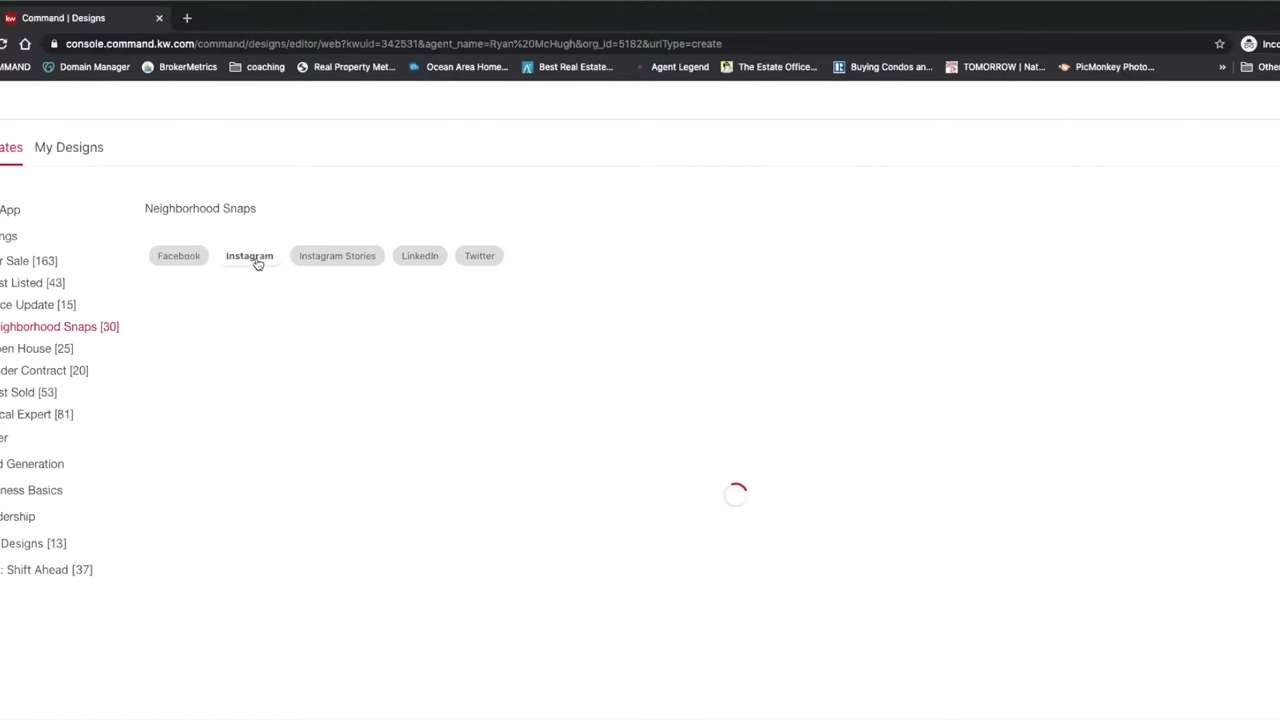 kw Command | Designs
console.command.kw.com/command/designs/editor/web?kwuid=342531&agent_name=Ryan%20McHugh&org_id=5182&urlType=create
Inco
MMAND Domain Manager BrokerMetrics coaching Real Property Met... Ocean Area Home... Best Real Estate... Agent Legend The Estate Office... Buying Condos an... TOMORROW | Nat... PicMonkey Photo... » Other
ates My Designs
App
Neighborhood Snaps
ngs
r Sale [163]
Facebook Instagram Instagram Stories LinkedIn Twitter
st Listed [43]
ce Update [15]
ighborhood Snaps [30]
pen House [25]
der Contract [20]
st Sold [53]
cal Expert [81]
er
d Generation
ness Basics
dership
Designs [13]
: Shift Ahead [37]